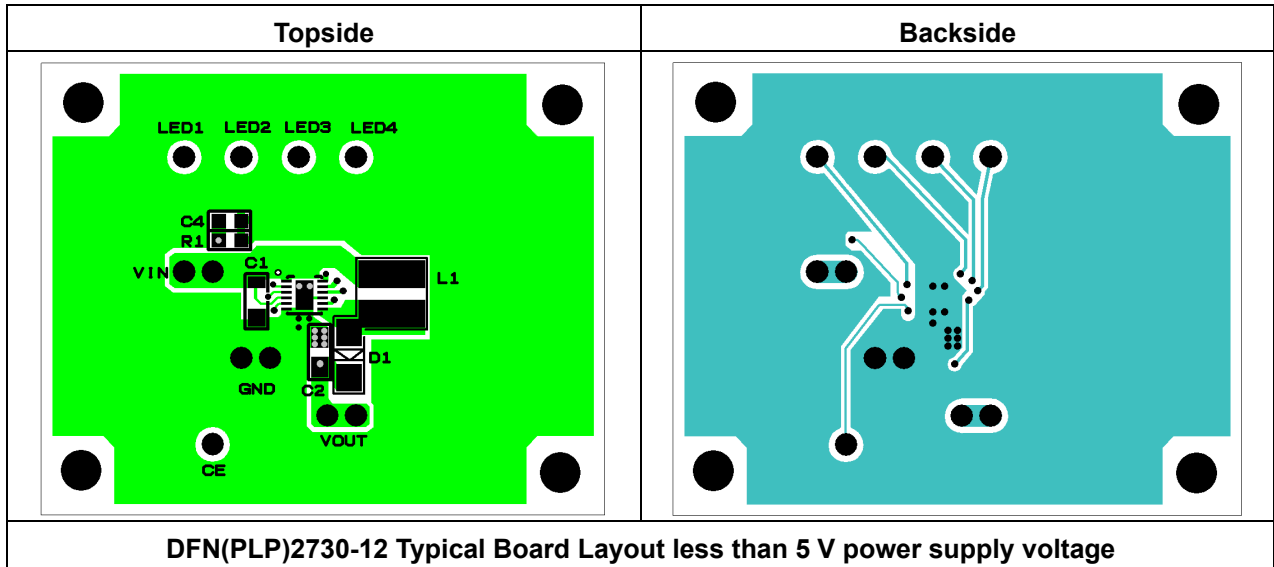 Topside
Backside
LED1 LED2 LED3 LED4
C4
R1
C1
VIN
L1
D1
GND
C2
VOUT
CE
DFN(PLP)2730-12 Typical Board Layout less than 5 V power supply voltage